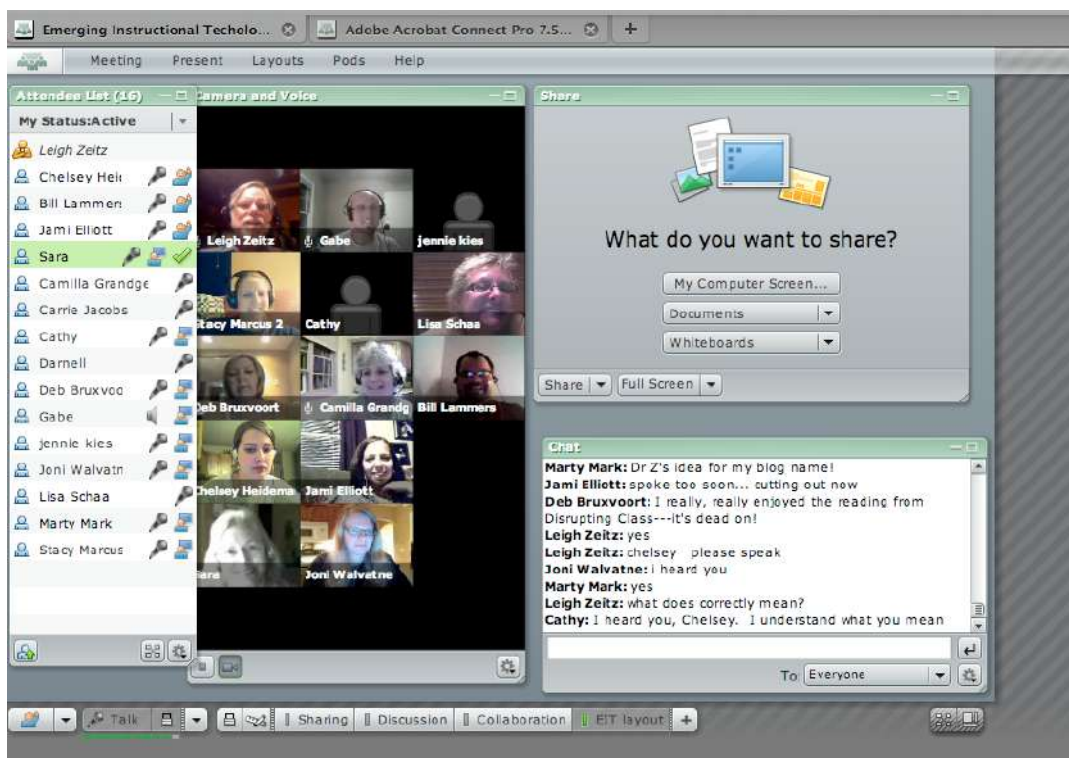 Emerging Instructional Techolo...
Adobe Acrobat Connect Pro 7.5...
Meeting Present Layouts Pods Help
Attendee List (16)
My Status:Active
Leigh Zeitz
Chelsey Hei
Bill Lammer
Jami Elliott
Sara
Camilla Grandge
Carrie Jacobs
Cathy
Darnell
Deb Bruxvoo
Gabe
jennie kies
Joni Walvatn
Lisa Schaa
Marty Mark
Stacy Marcus
Camera and Voice
Leigh Zeitz
Gabe
jennie kies
Stacy Marcus 2
Cathy
Lisa Schaa
Deb Bruxvoort
Camilla Grandg
Bill Lammers
Chelsey Heidema
Jami Elliott
Sara
Joni Walvatne
Share
What do you want to share?
My Computer Screen...
Documents
Whiteboards
Share
Full Screen
Chat
Marty Mark: Dr Z's idea for my blog name!
Jami Elliott: spoke too soon... cutting out now
Deb Bruxvoort: I really, really enjoyed the reading from
Disrupting Class---it's dead on!
Leigh Zeitz: yes
Leigh Zeitz: chelsey please speak
Joni Walvatne: i heard you
Marty Mark: yes
Leigh Zeitz: what does correctly mean?
Cathy: I heard you, Chelsey. I understand what you mean
To: Everyone
Talk
Sharing
Discussion
Collaboration
EIT layout